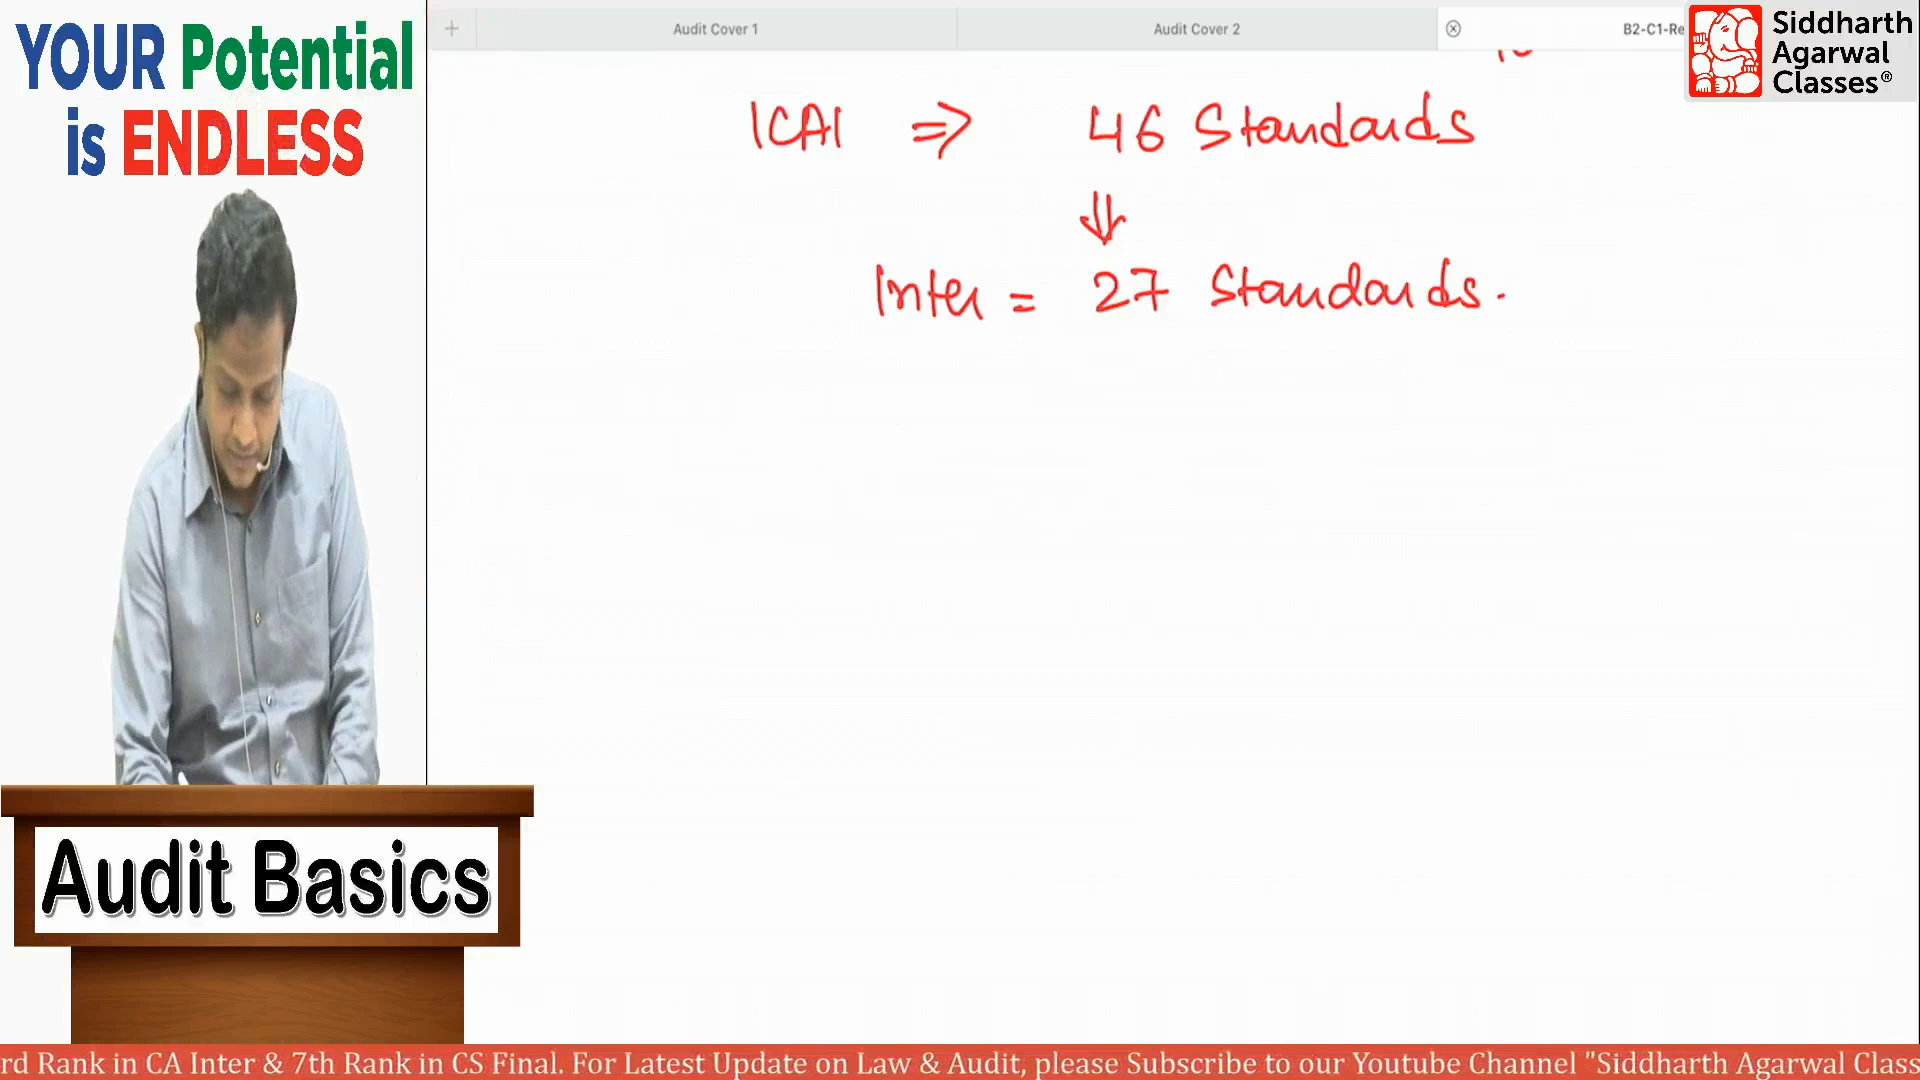 YOUR Potential
is ENDLESS
Audit Cover 1
Audit Cover 2
B2-C1-Re
Siddharth
Agarwal
Classes®
ICAI ⇒ 46 Standards
⇓
Inter = 27 Standards.
Audit Basics
rd Rank in CA Inter & 7th Rank in CS Final. For Latest Update on Law & Audit, please Subscribe to our Youtube Channel "Siddharth Agarwal Class